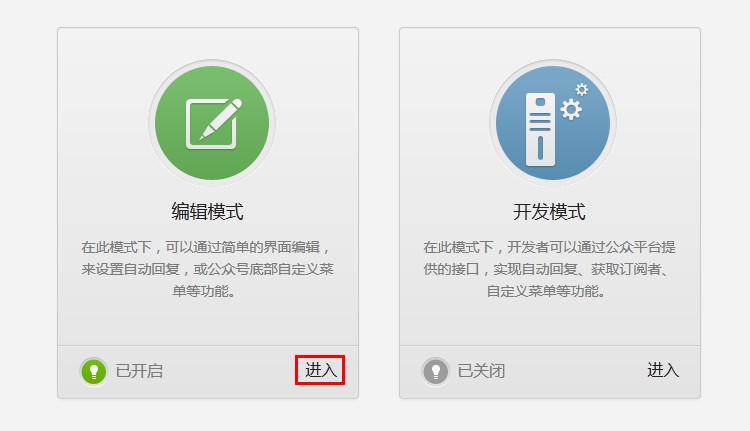 编辑模式
在此模式下，可以通过简单的界面编辑，
来设置自动回复，或公众号底部自定义菜
单等功能。
已开启
进入
开发模式
在此模式下，开发者可以通过公众平台提
供的接口，实现自动回复、获取订阅者、
自定义菜单等功能。
已关闭
进入